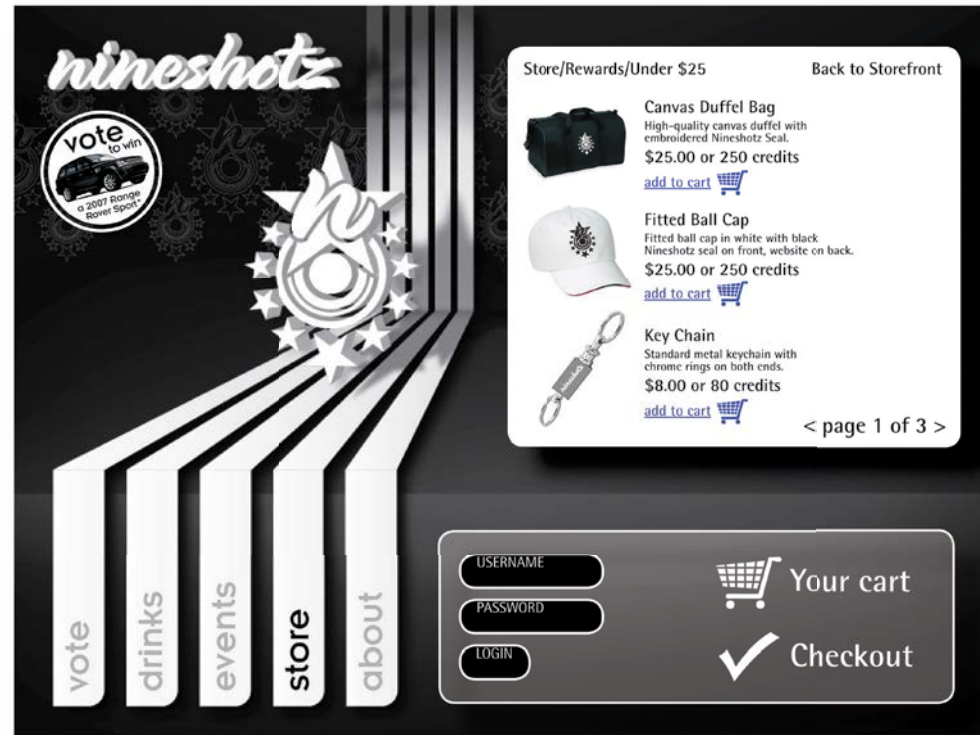 nineshotz
vote
to win
a 2007 Range
Rover Sport*
n
Store/Rewards/Under $25
Back to Storefront
Canvas Duffel Bag
High-quality canvas duffel with
embroidered Nineshotz Seal.
$25.00 or 250 credits
add to cart
Fitted Ball Cap
Fitted ball cap in white with black
Nineshotz seal on front, website on back.
$25.00 or 250 credits
add to cart
nineshotz
Key Chain
Standard metal keychain with
chrome rings on both ends.
$8.00 or 80 credits
add to cart
< page 1 of 3 >
vote
drinks
events
store
about
USERNAME
PASSWORD
LOGIN
Your cart
Checkout